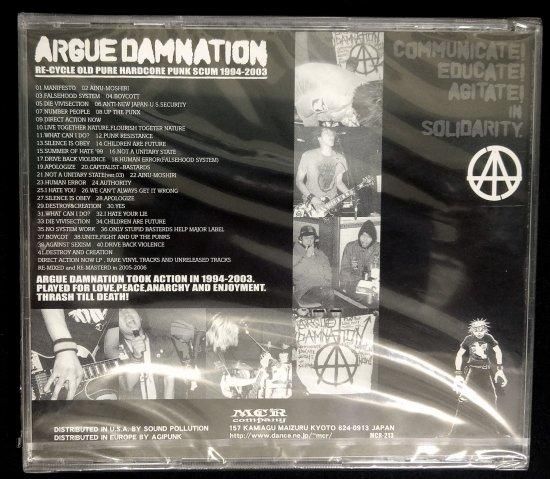 ARGUE DAMNATION
RE-CYCLE OLD PURE HARDCORE PUNK SCUM 1994-2003
01.MANIFESTO 02.AINU-MOSHIRI
03.FALSEHOOD SYSTEM 04.BOYCOTT
05.DIE VIVISECTION 06.ANTI-NEW JAPAN-U.S.SECURITY
07.NUMBER PEOPLE 08.UP THE PUNX
09.DIRECT ACTION NOW
10.LIVE TOGETHER NATURE,FLOURISH TOGETER NATURE
11.WHAT CAN I DO? 12.PUNK RESISTANCE
13.SILENCE IS OBEY 14.CHILDREN ARE FUTURE
15.SUMMER OF HATE '99 16.NOT A UNITARY STATE
17.DRIVE BACK VIOLENCE 18.HUMAN ERROR(FALSEHOOD SYSTEM)
19.APOLOGIZE 20.CAPITALIST=BASTARDS
21.NOT A UNITARY STATE(ver.03) 22.AINU-MOSHIRI
23.HUMAN ERROR 24.AUTHORITY
25.I HATE YOU 26.WE CAN'T ALWAYS GET IT WRONG
27.SILENCE IS OBEY 28.APOLOGIZE
29.DESTROY&CREATION 30.YES
31.WHAT CAN I DO? 32.I HATE YOUR LIE
33.DIE VIVISECTION 34.CHILDREN ARE FUTURE
35.NO SYSTEM WORK 36.ONLY STUPID BASTERDS HELP MAJOR LABEL
37.BOYCOT 38.UNITE,FIGHT AND UP THE PUNKS
39.AGAINST SEXISM 40.DRIVE BACK VIOLENCE
41.DESTROY AND CREATION
DIRECT ACTION NOW LP , RARE VINYL TRACKS AND UNRELEASED TRACKS
RE-MIXED and RE-MASTERD in 2005-2006
ARGUE DAMNATION TOOK ACTION IN 1994-2003.
PLAYED FOR LOVE,PEACE,ANARCHY AND ENJOYMENT.
THRASH TILL DEATH!
COMMUNICATE!
EDUCATE!
AGITATE!
IN
SOLIDARITY.
DAMNATION
DISTRIBUTED IN U.S.A. BY SOUND POLLUTION
DISTRIBUTED IN EUROPE BY AGIPUNK
MCR
company
157 KAMIAGU MAIZURU KYOTO 624-0913 JAPAN
http://www.dance.ne.jp/~mcr/
MCR-213